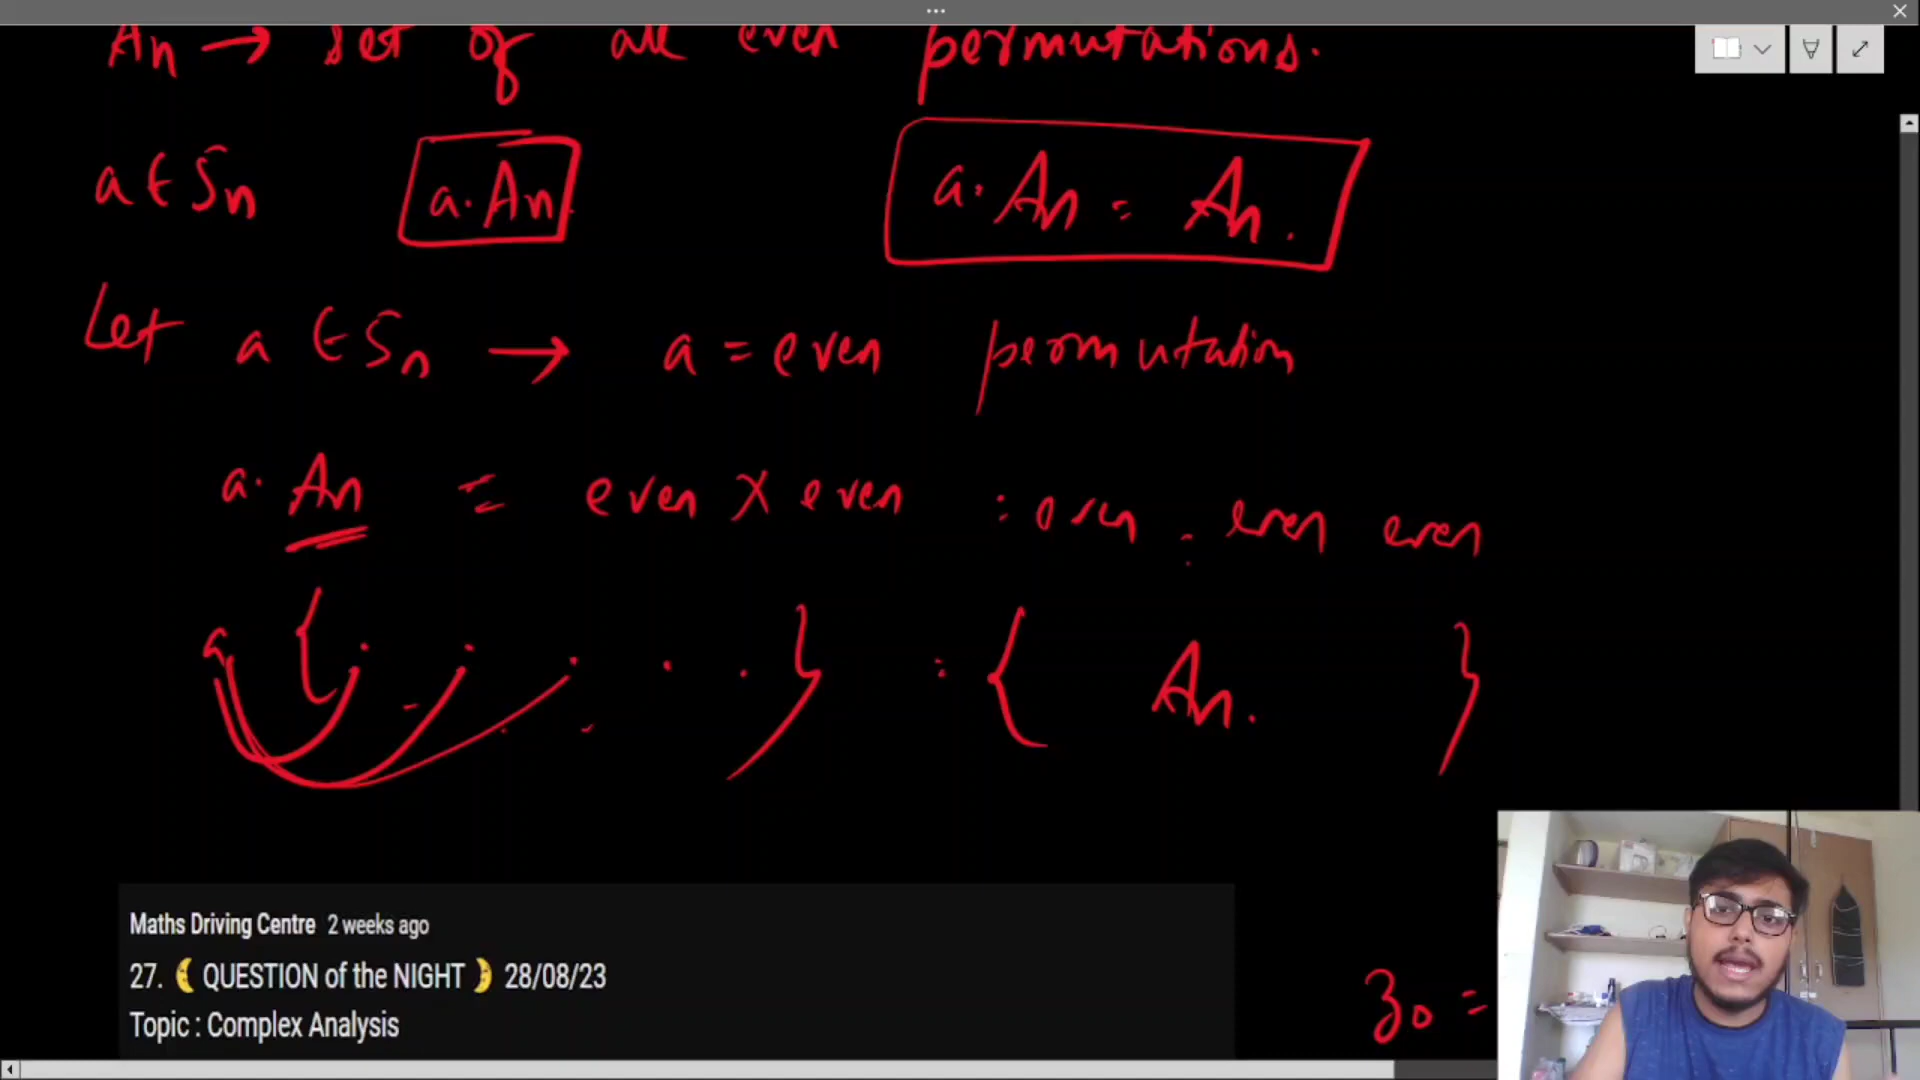 An → set of all even permutations.
a ∈ Sn a. An a. An = An.
Let a ∈ Sn → a = even permutation
a. An = even X even = even = even even
a { . . . . . } = { An. }
Maths Driving Centre 2 weeks ago
27. 🌜 QUESTION of the NIGHT 🌛 28/08/23
Topic : Complex Analysis
z0 =